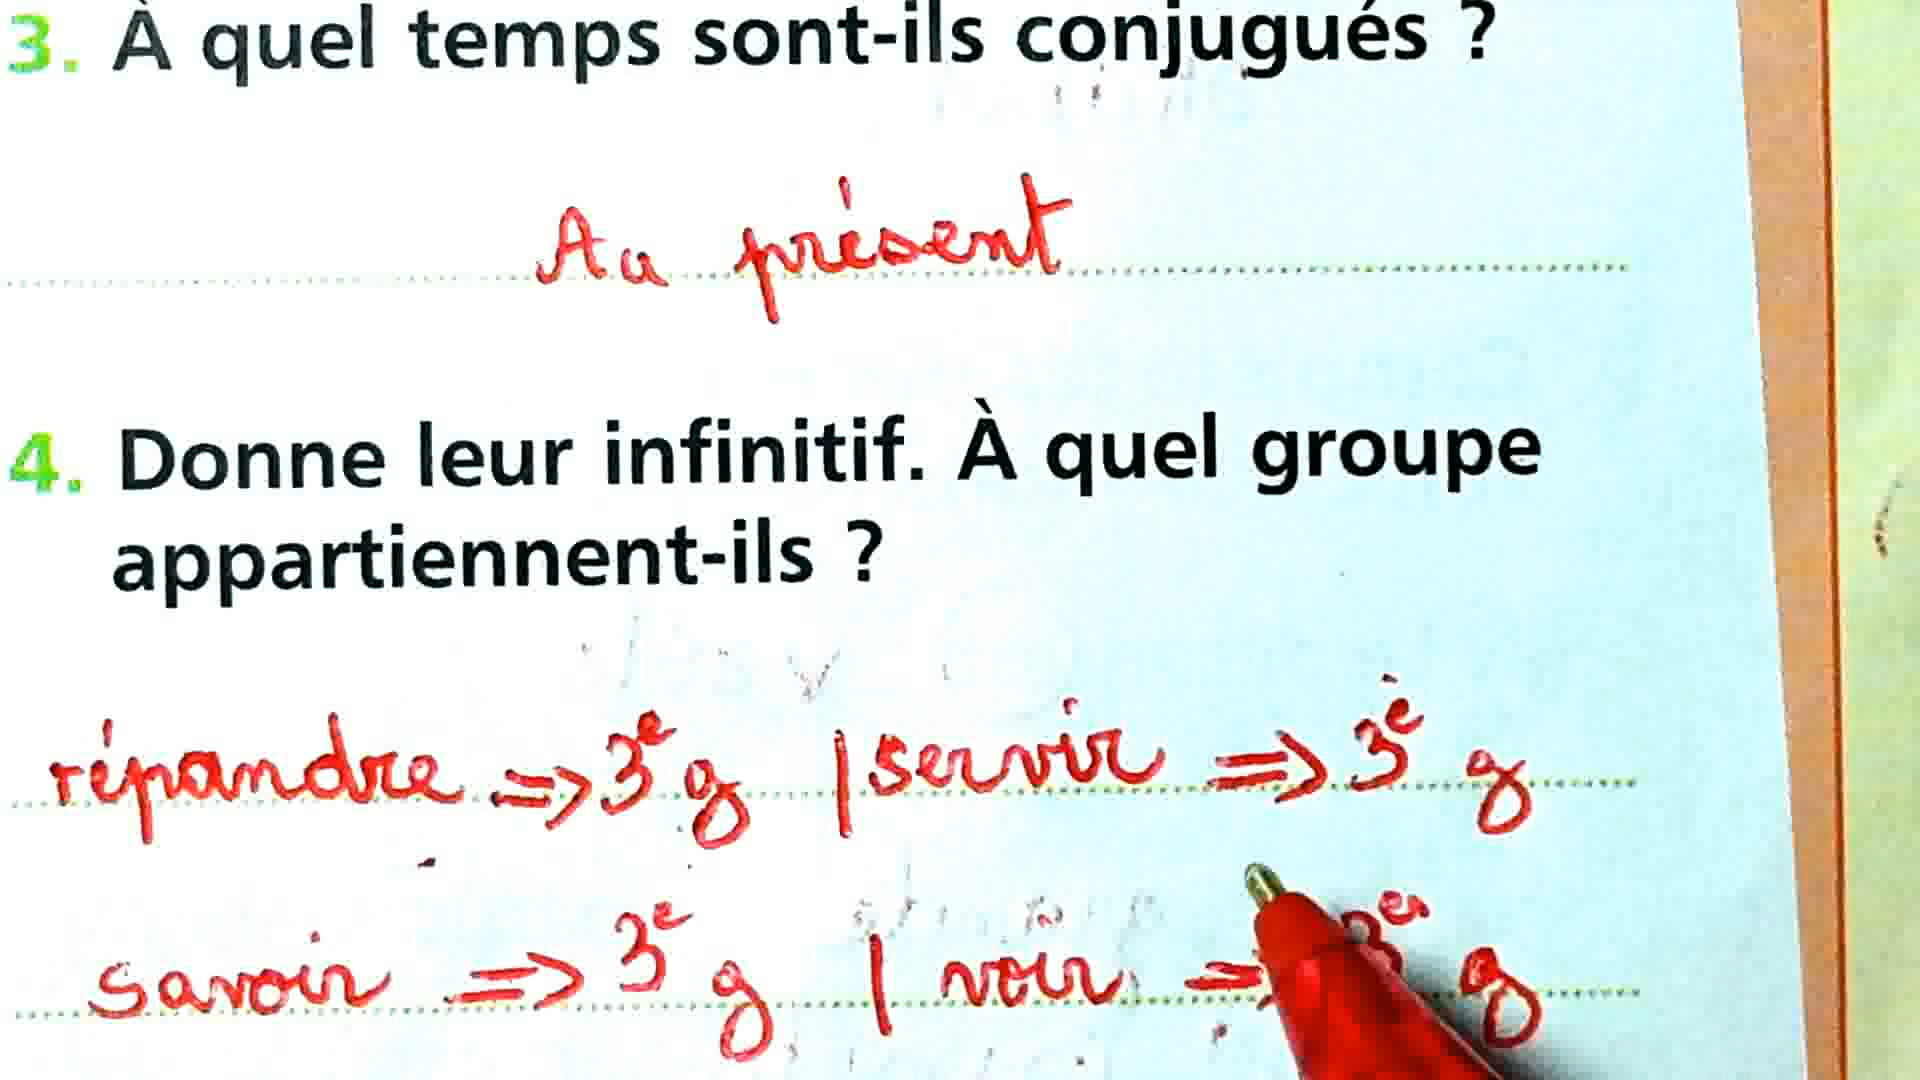 3. À quel temps sont-ils conjugués ?
Au présent
4. Donne leur infinitif. À quel groupe
appartiennent-ils ?
répandre => 3e g | servir => 3e g
savoir => 3e g | voir => 3e g